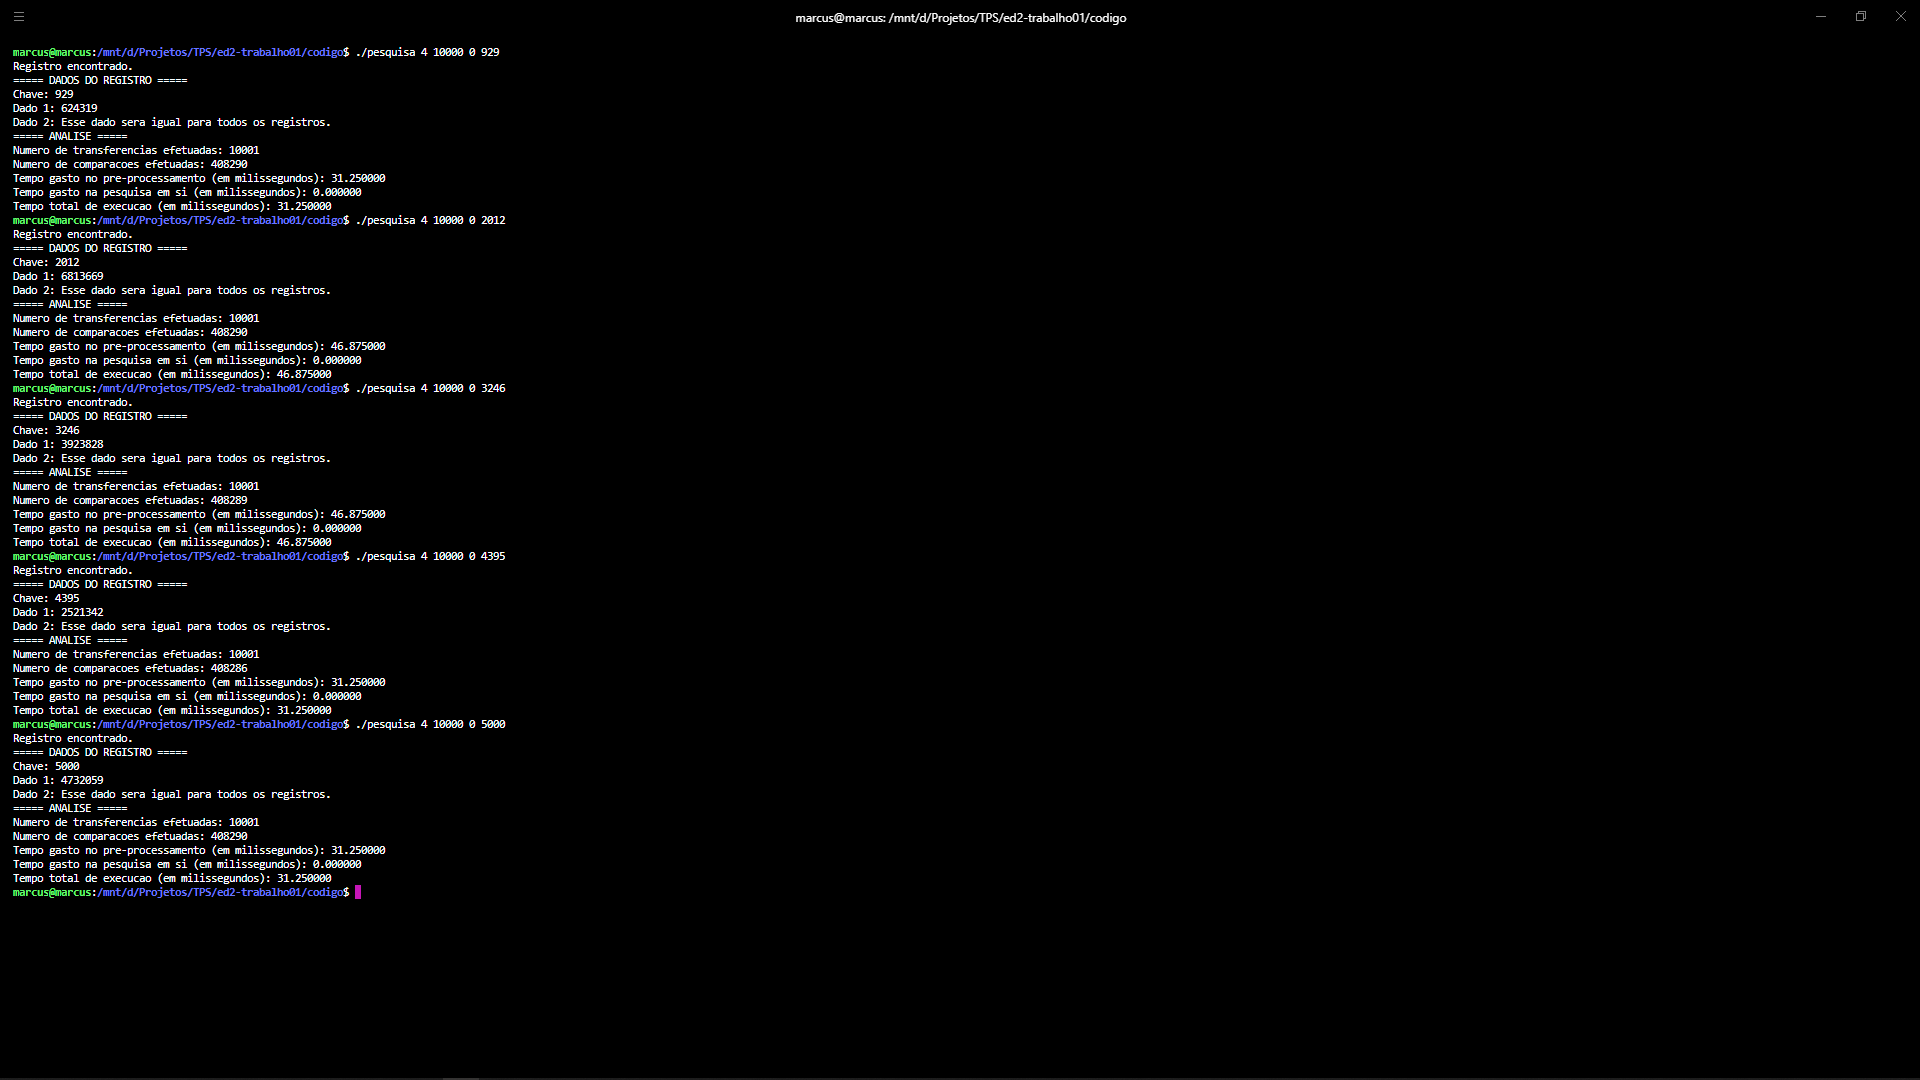 marcus@marcus: /mnt/d/Projetos/TPS/ed2-trabalho01/codigo
marcus@marcus:/mnt/d/Projetos/TPS/ed2-trabalho01/codigo$ ./pesquisa 4 10000 0 929
Registro encontrado.
===== DADOS DO REGISTRO =====
Chave: 929
Dado 1: 624319
Dado 2: Esse dado sera igual para todos os registros.
===== ANALISE =====
Numero de transferencias efetuadas: 10001
Numero de comparacoes efetuadas: 408290
Tempo gasto no pre-processamento (em milissegundos): 31.250000
Tempo gasto na pesquisa em si (em milissegundos): 0.000000
Tempo total de execucao (em milissegundos): 31.250000
marcus@marcus:/mnt/d/Projetos/TPS/ed2-trabalho01/codigo$ ./pesquisa 4 10000 0 2012
Registro encontrado.
===== DADOS DO REGISTRO =====
Chave: 2012
Dado 1: 6813669
Dado 2: Esse dado sera igual para todos os registros.
===== ANALISE =====
Numero de transferencias efetuadas: 10001
Numero de comparacoes efetuadas: 408290
Tempo gasto no pre-processamento (em milissegundos): 46.875000
Tempo gasto na pesquisa em si (em milissegundos): 0.000000
Tempo total de execucao (em milissegundos): 46.875000
marcus@marcus:/mnt/d/Projetos/TPS/ed2-trabalho01/codigo$ ./pesquisa 4 10000 0 3246
Registro encontrado.
===== DADOS DO REGISTRO =====
Chave: 3246
Dado 1: 3923828
Dado 2: Esse dado sera igual para todos os registros.
===== ANALISE =====
Numero de transferencias efetuadas: 10001
Numero de comparacoes efetuadas: 408289
Tempo gasto no pre-processamento (em milissegundos): 46.875000
Tempo gasto na pesquisa em si (em milissegundos): 0.000000
Tempo total de execucao (em milissegundos): 46.875000
marcus@marcus:/mnt/d/Projetos/TPS/ed2-trabalho01/codigo$ ./pesquisa 4 10000 0 4395
Registro encontrado.
===== DADOS DO REGISTRO =====
Chave: 4395
Dado 1: 2521342
Dado 2: Esse dado sera igual para todos os registros.
===== ANALISE =====
Numero de transferencias efetuadas: 10001
Numero de comparacoes efetuadas: 408286
Tempo gasto no pre-processamento (em milissegundos): 31.250000
Tempo gasto na pesquisa em si (em milissegundos): 0.000000
Tempo total de execucao (em milissegundos): 31.250000
marcus@marcus:/mnt/d/Projetos/TPS/ed2-trabalho01/codigo$ ./pesquisa 4 10000 0 5000
Registro encontrado.
===== DADOS DO REGISTRO =====
Chave: 5000
Dado 1: 4732059
Dado 2: Esse dado sera igual para todos os registros.
===== ANALISE =====
Numero de transferencias efetuadas: 10001
Numero de comparacoes efetuadas: 408290
Tempo gasto no pre-processamento (em milissegundos): 31.250000
Tempo gasto na pesquisa em si (em milissegundos): 0.000000
Tempo total de execucao (em milissegundos): 31.250000
marcus@marcus:/mnt/d/Projetos/TPS/ed2-trabalho01/codigo$